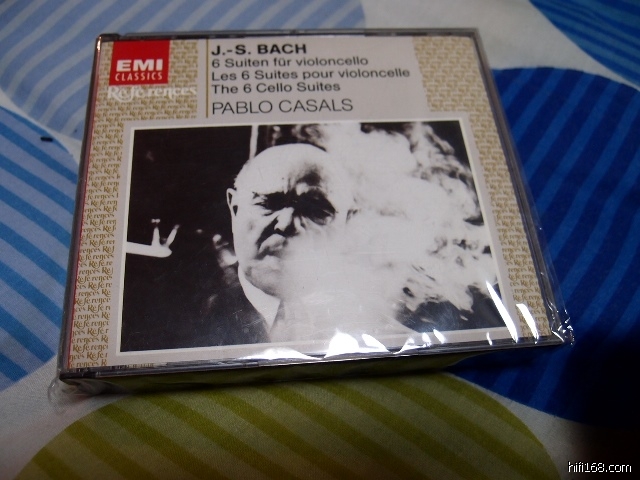 EMI
CLASSICS
Références
J.-S. BACH
6 Suiten für violoncello
Les 6 Suites pour violoncelle
The 6 Cello Suites
PABLO CASALS
hifi168.com